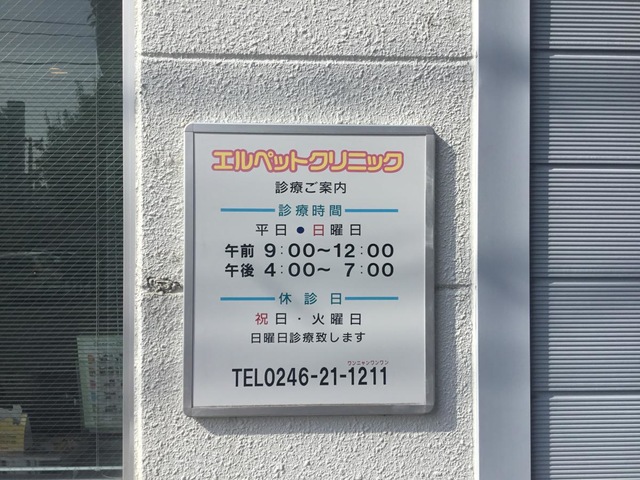 エルペットクリニック
診療ご案内
診療時間
平日●日曜日
午前 9:00〜12:00
午後 4:00〜 7:00
休診日
祝日・火曜日
日曜日診療致します
ワンニャンワンワン
TEL0246-21-1211